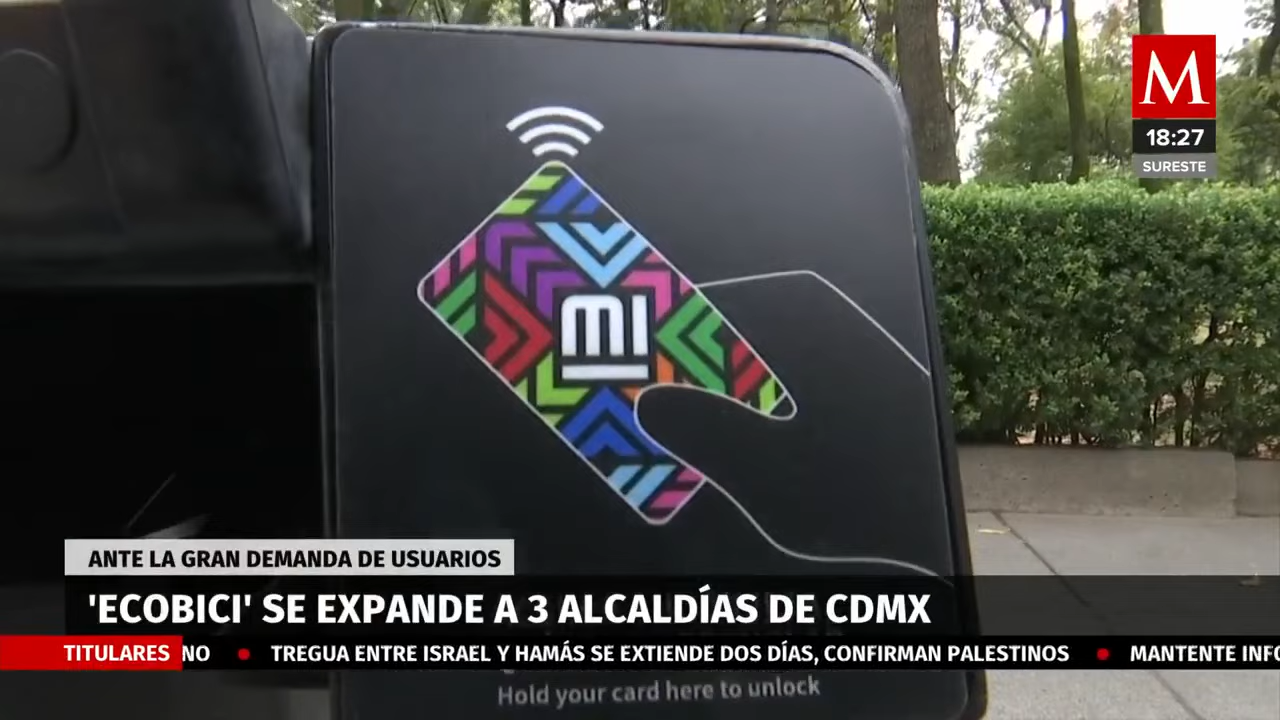 M
18:27
SURESTE
MI
ANTE LA GRAN DEMANDA DE USUARIOS
'ECOBICI' SE EXPANDE A 3 ALCALDÍAS DE CDMX
TITULARES NO • TREGUA ENTRE ISRAEL Y HAMÁS SE EXTIENDE DOS DÍAS, CONFIRMAN PALESTINOS • MANTENTE INFO
Hold your card here to unlock